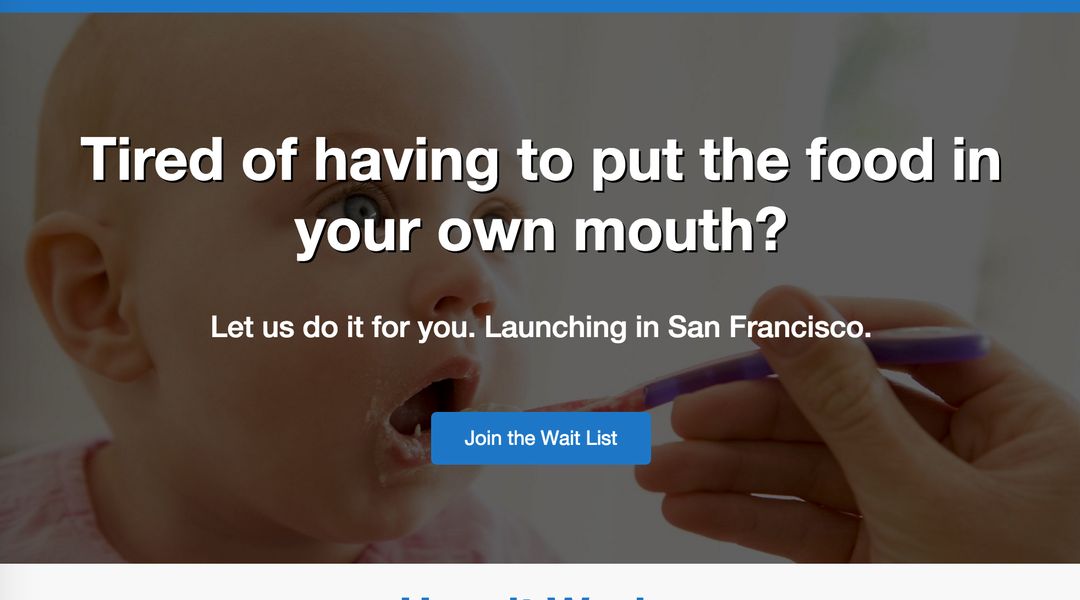 Tired of having to put the food in
your own mouth?
Let us do it for you. Launching in San Francisco.
Join the Wait List